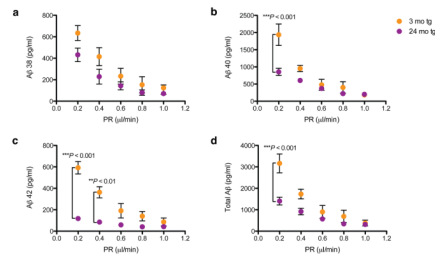 a
800
600
400
200
0
Aβ 38 (pg/ml)
0.0 0.2 0.4 0.6 0.8 1.0 1.2
PR (µl/min)
b
2500
2000
1500
1000
500
0
Aβ 40 (pg/ml)
***P < 0.001
0.0 0.2 0.4 0.6 0.8 1.0 1.2
PR (µl/min)
3 mo tg
24 mo tg
c
800
600
400
200
0
Aβ 42 (pg/ml)
***P < 0.001
**P < 0.01
0.0 0.2 0.4 0.6 0.8 1.0 1.2
PR (µl/min)
d
4000
3000
2000
1000
0
Total Aβ (pg/ml)
***P < 0.001
0.0 0.2 0.4 0.6 0.8 1.0 1.2
PR (µl/min)